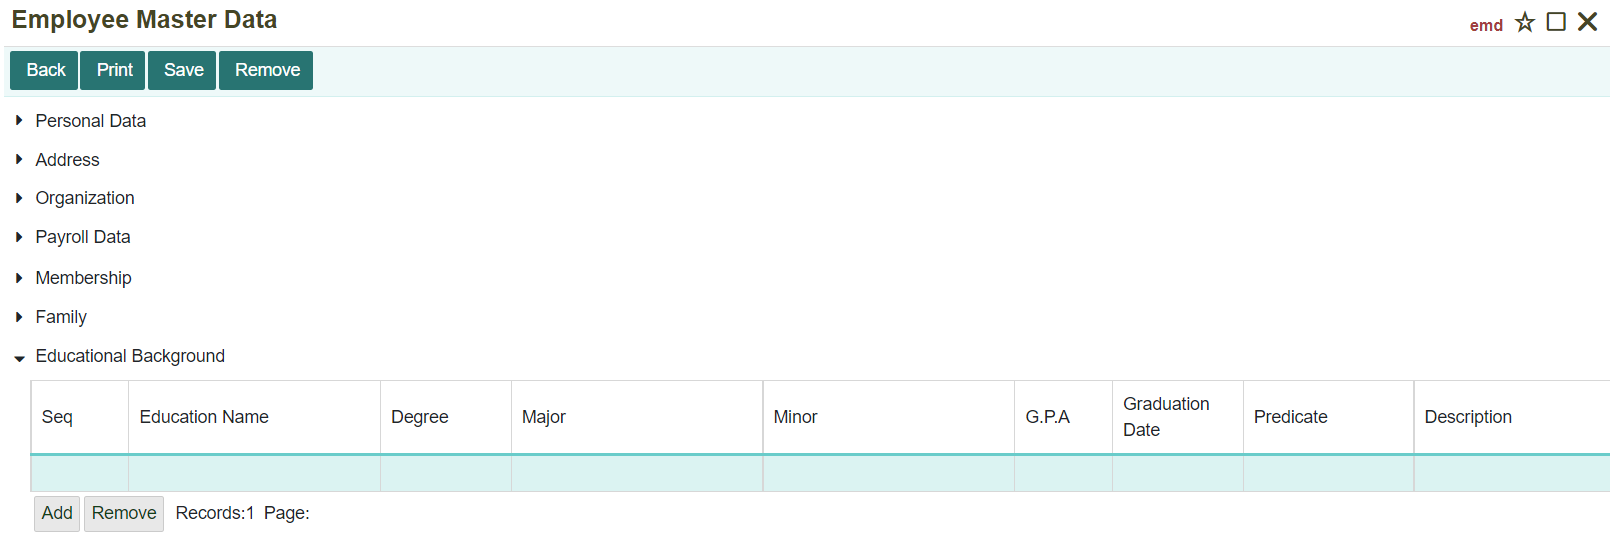 Employee Master Data
emd
Back Print Save Remove
Personal Data
Address
Organization
Payroll Data
Membership
Family
Educational Background
Seq Education Name Degree Major Minor G.P.A Graduation Date Predicate Description
Add Remove Records:1 Page: